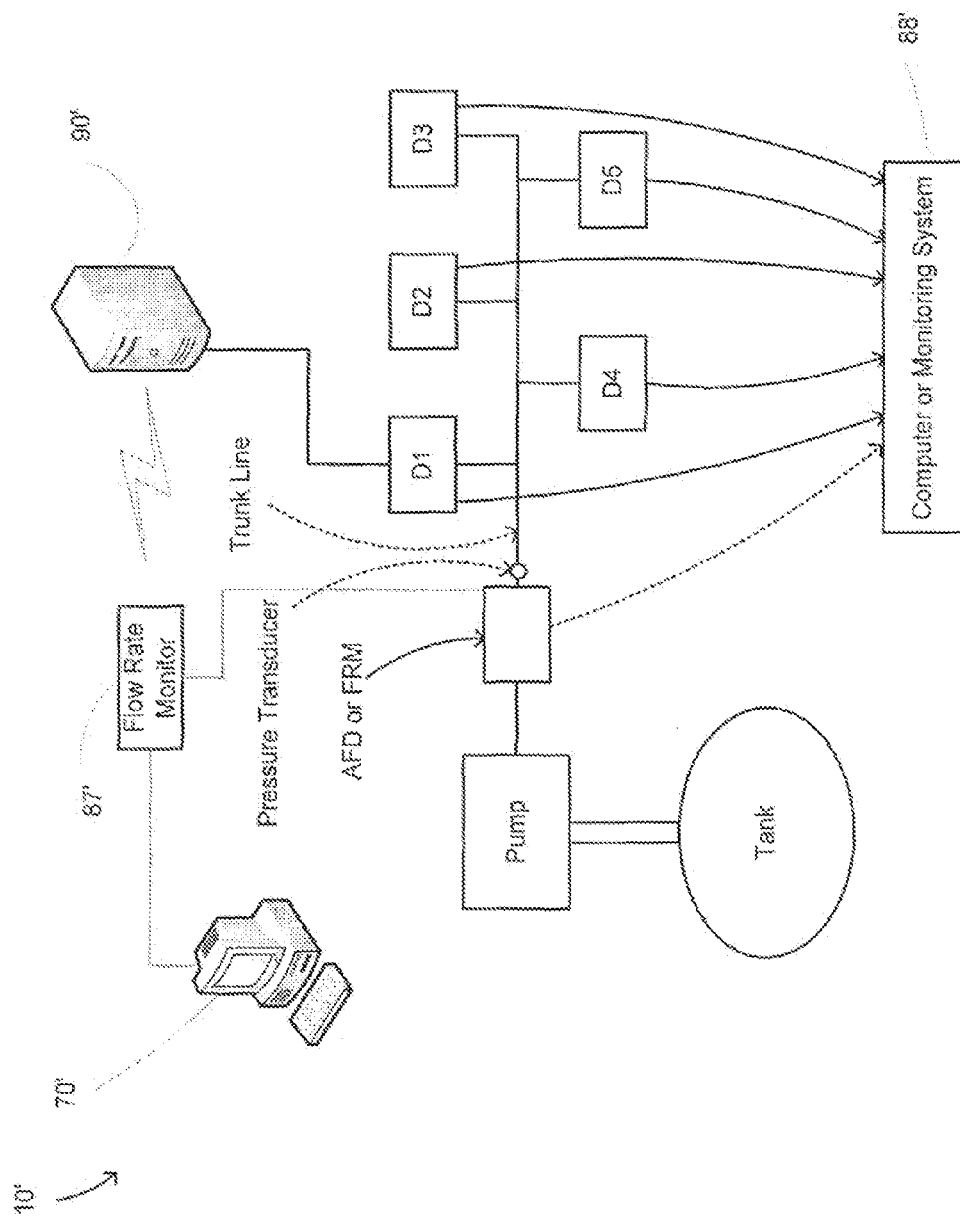 10'
70'
87'
Flow Rate
Monitor
90'
Pressure Transducer
Trunk Line
AFD or FRM
Pump
Tank
D1
D2
D3
D4
D5
Computer or Monitoring System
88'